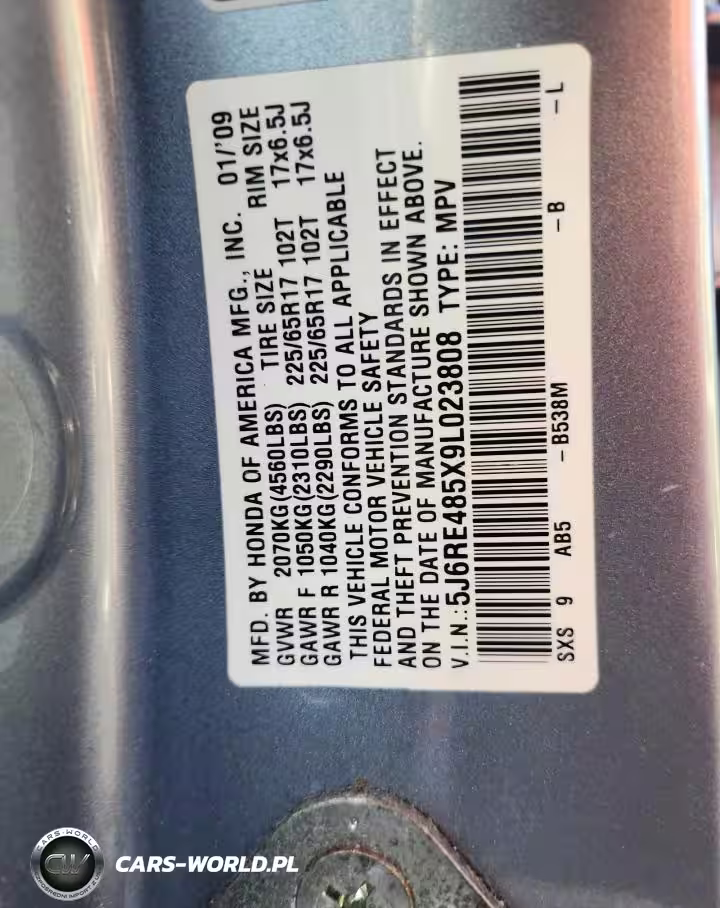 MFD. BY HONDA OF AMERICA MFG., INC. 01/'09
GVWR 2070KG(4560LBS) TIRE SIZE RIM SIZE
GAWR F 1050KG(2310LBS) 225/65R17 102T 17x6.5J
GAWR R 1040KG(2290LBS) 225/65R17 102T 17x6.5J
THIS VEHICLE CONFORMS TO ALL APPLICABLE
FEDERAL MOTOR VEHICLE SAFETY
AND THEFT PREVENTION STANDARDS IN EFFECT
ON THE DATE OF MANUFACTURE SHOWN ABOVE.
V.I.N.: 5J6RE485X9L023808 TYPE: MPV
SXS 9 AB5 -B538M -B -L
CARS-WORLD
CW
CARS-WORLD.PL